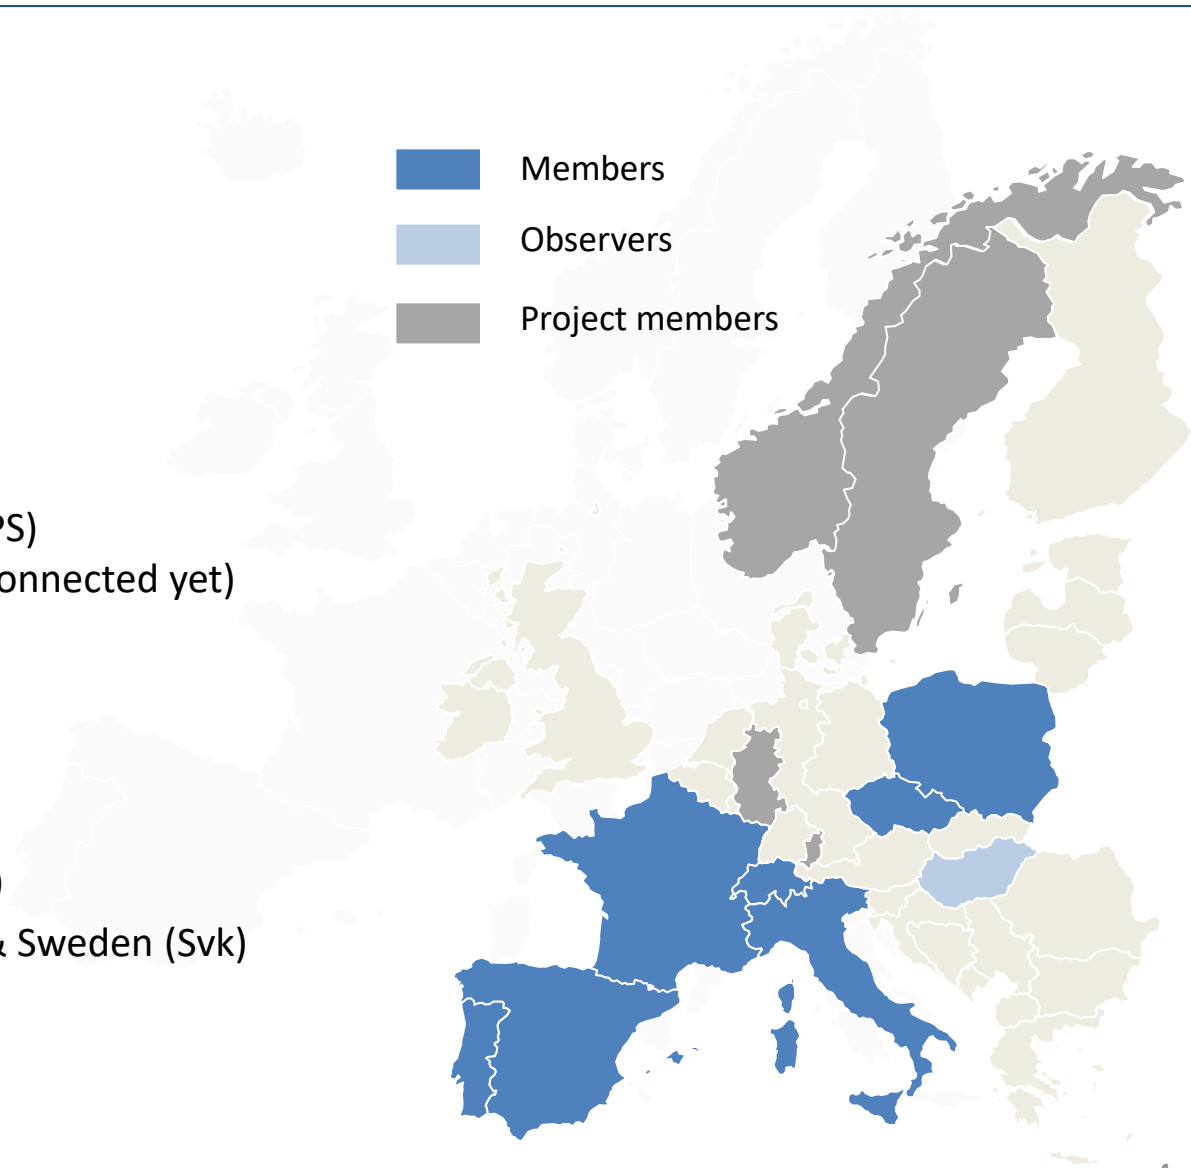 Members
Observers
Project members
PS)
onnected yet)
)
& Sweden (Svk)